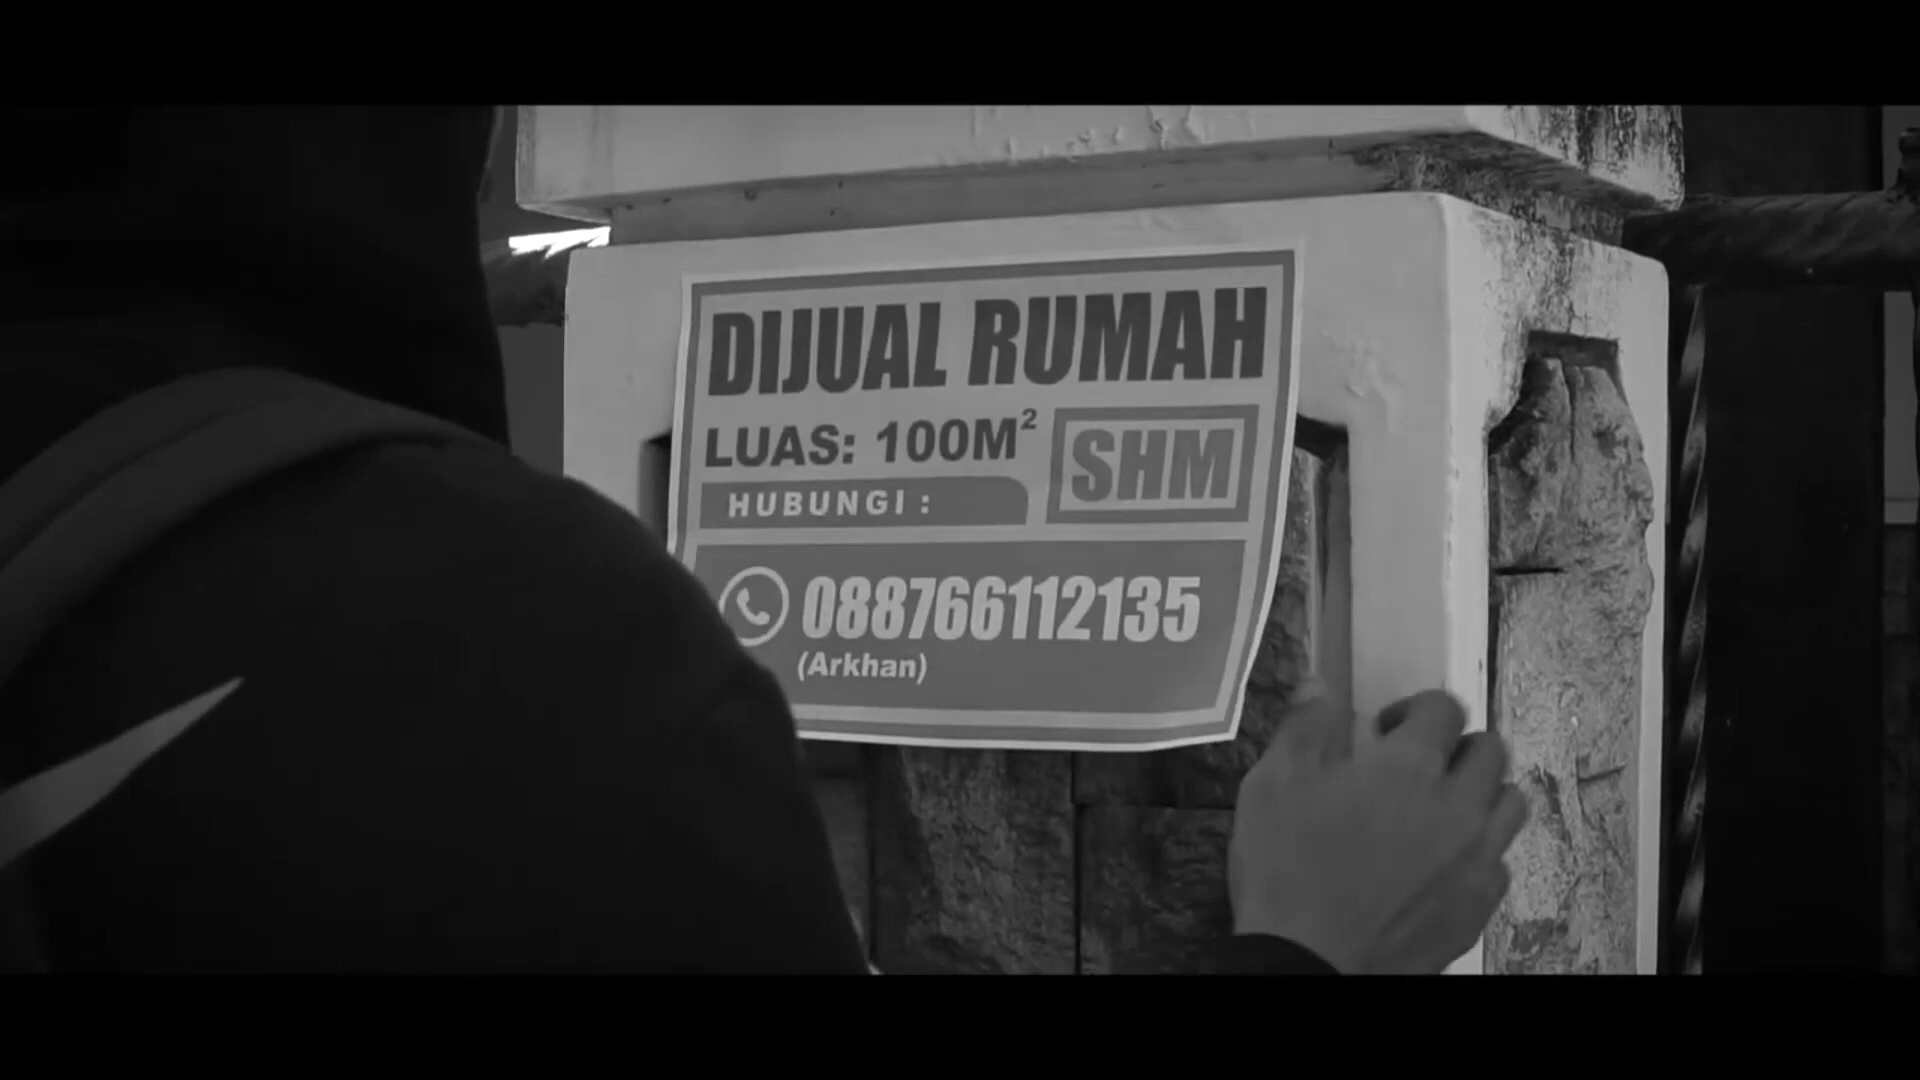 DIJUAL RUMAH
LUAS: 100M²
SHM
HUBUNGI :
088766112135
(Arkhan)